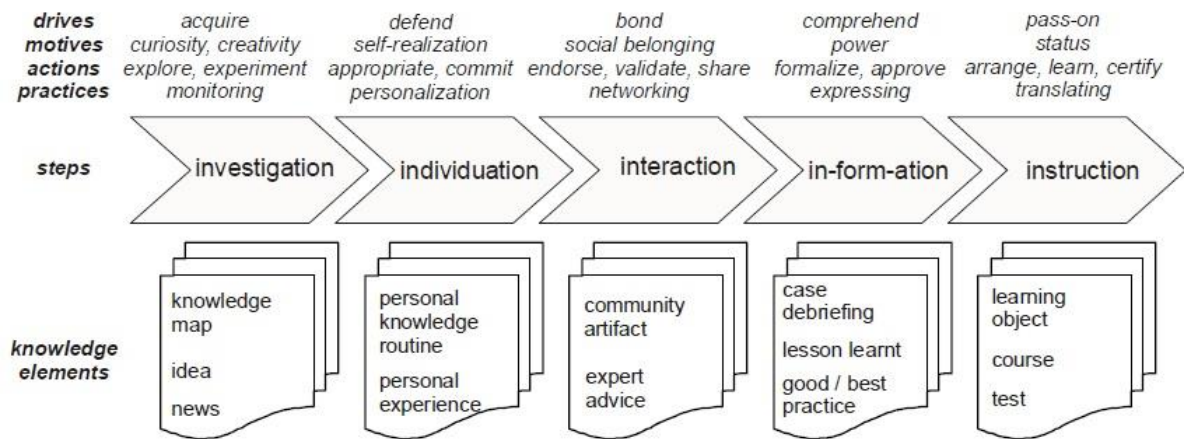 drives acquire defend bond comprehend pass-on
motives curiosity, creativity self-realization social belonging power status
actions explore, experiment appropriate, commit endorse, validate, share formalize, approve arrange, learn, certify
practices monitoring personalization networking expressing translating
steps investigation individuation interaction in-form-ation instruction
knowledge
elements
knowledge
map
idea
news
personal
knowledge
routine
personal
experience
community
artifact
expert
advice
case
debriefing
lesson learnt
good / best
practice
learning
object
course
test